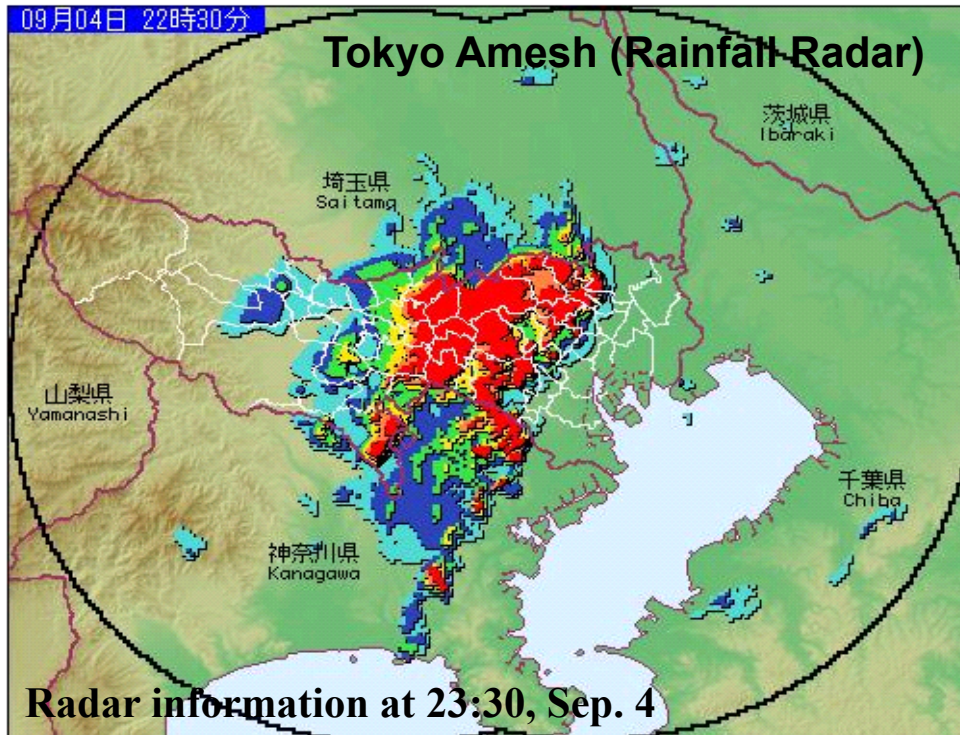 09月04日 22時30分
Tokyo Amesh (Rainfall Radar)
茨城県
Ibaraki
埼玉県
Saitama
山梨県
Yamanashi
千葉県
Chiba
神奈川県
Kanagawa
Radar information at 23:30, Sep. 4